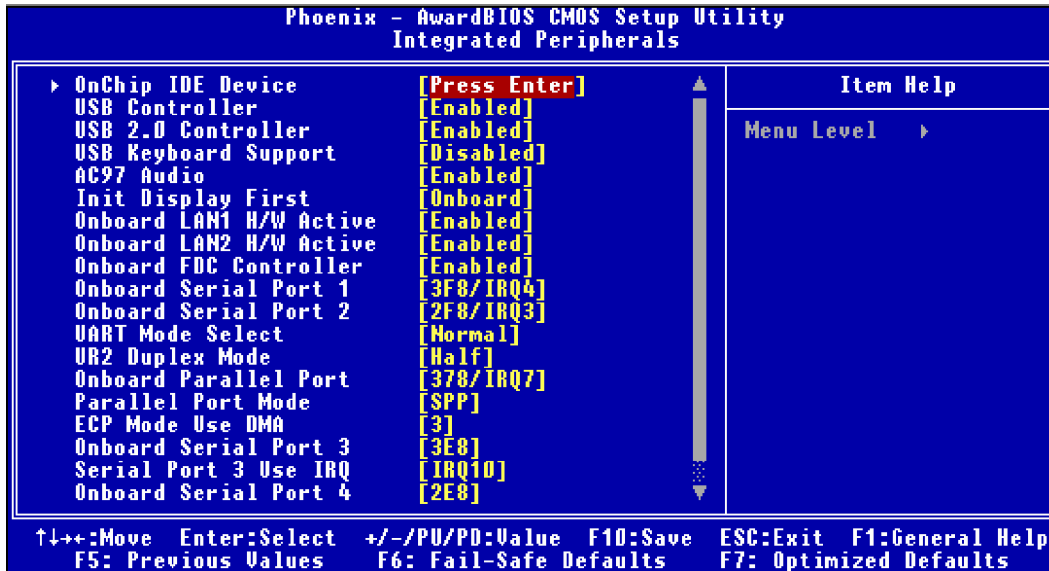 Phoenix - AwardBIOS CMOS Setup Utility
Integrated Peripherals
▸ OnChip IDE Device [Press Enter]
USB Controller [Enabled]
USB 2.0 Controller [Enabled]
USB Keyboard Support [Disabled]
AC97 Audio [Enabled]
Init Display First [Onboard]
Onboard LAN1 H/W Active [Enabled]
Onboard LAN2 H/W Active [Enabled]
Onboard FDC Controller [Enabled]
Onboard Serial Port 1 [3F8/IRQ4]
Onboard Serial Port 2 [2F8/IRQ3]
UART Mode Select [Normal]
UR2 Duplex Mode [Half]
Onboard Parallel Port [378/IRQ7]
Parallel Port Mode [SPP]
ECP Mode Use DMA [3]
Onboard Serial Port 3 [3E8]
Serial Port 3 Use IRQ [IRQ10]
Onboard Serial Port 4 [2E8]
Item Help
Menu Level ▸
↑↓→←:Move Enter:Select +/-/PU/PD:Value F10:Save ESC:Exit F1:General Help
F5: Previous Values F6: Fail-Safe Defaults F7: Optimized Defaults